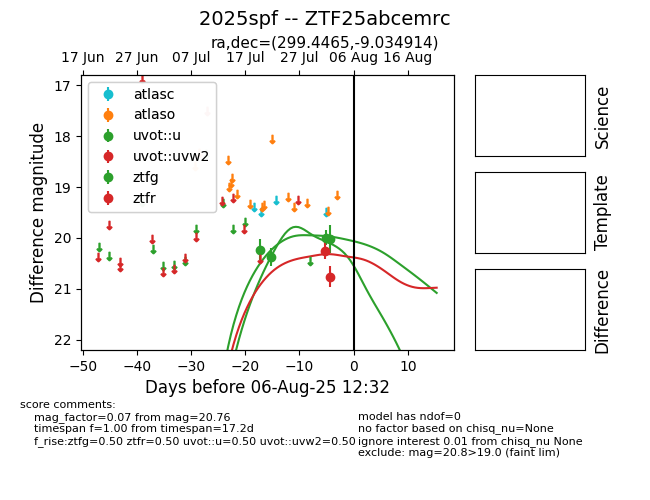 2025spf -- ZTF25abcemrc
ra,dec=(299.4465,-9.034914)
17 Jun 27 Jun 07 Jul 17 Jul 27 Jul 06 Aug 16 Aug
17
18
19
20
21
22
Difference magnitude
atlasc
atlaso
uvot::u
uvot::uvw2
ztfg
ztfr
−50 −40 −30 −20 −10 0 10
Days before 06-Aug-25 12:32
Science
Template
Difference
score comments:
mag_factor=0.07 from mag=20.76
timespan f=1.00 from timespan=17.2d
f_rise:ztfg=0.50 ztfr=0.50 uvot::u=0.50 uvot::uvw2=0.50
model has ndof=0
no factor based on chisq_nu=None
ignore interest 0.01 from chisq_nu None
exclude: mag=20.8>19.0 (faint lim)